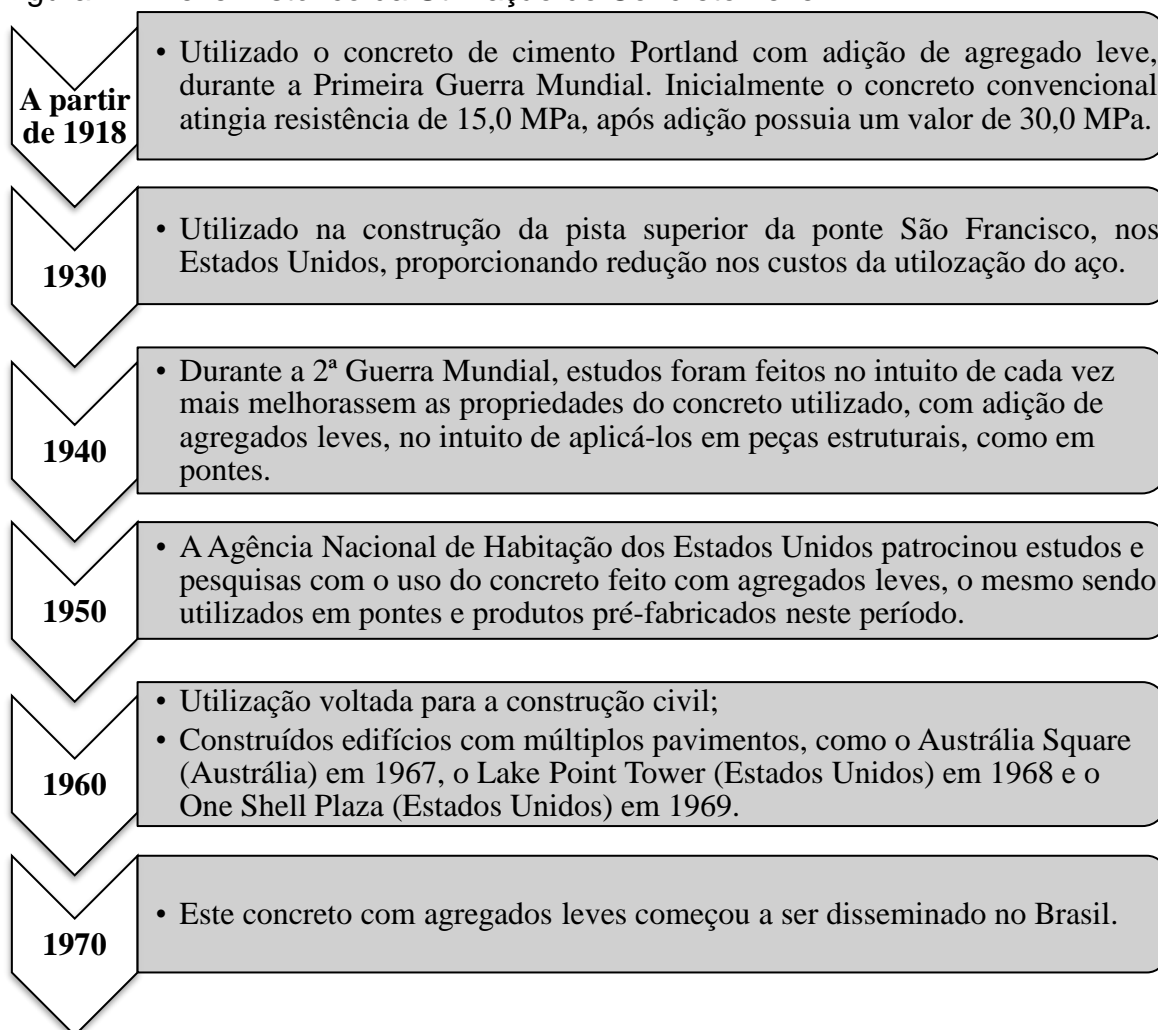 A partir
de 1918
• Utilizado o concreto de cimento Portland com adição de agregado leve,
durante a Primeira Guerra Mundial. Inicialmente o concreto convencional
atingia resistência de 15,0 MPa, após adição possuia um valor de 30,0 MPa.
1930
• Utilizado na construção da pista superior da ponte São Francisco, nos
Estados Unidos, proporcionando redução nos custos da utilozação do aço.
1940
• Durante a 2ª Guerra Mundial, estudos foram feitos no intuito de cada vez
mais melhorassem as propriedades do concreto utilizado, com adição de
agregados leves, no intuito de aplicá-los em peças estruturais, como em
pontes.
1950
• A Agência Nacional de Habitação dos Estados Unidos patrocinou estudos e
pesquisas com o uso do concreto feito com agregados leves, o mesmo sendo
utilizados em pontes e produtos pré-fabricados neste período.
1960
• Utilização voltada para a construção civil;
• Construídos edifícios com múltiplos pavimentos, como o Austrália Square
(Austrália) em 1967, o Lake Point Tower (Estados Unidos) em 1968 e o
One Shell Plaza (Estados Unidos) em 1969.
1970
• Este concreto com agregados leves começou a ser disseminado no Brasil.